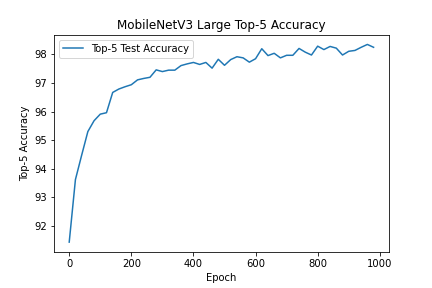 MobileNetV3 Large Top-5 Accuracy
Top-5 Test Accuracy
Top-5 Accuracy
98
97
96
95
94
93
92
0 200 400 600 800 1000
Epoch